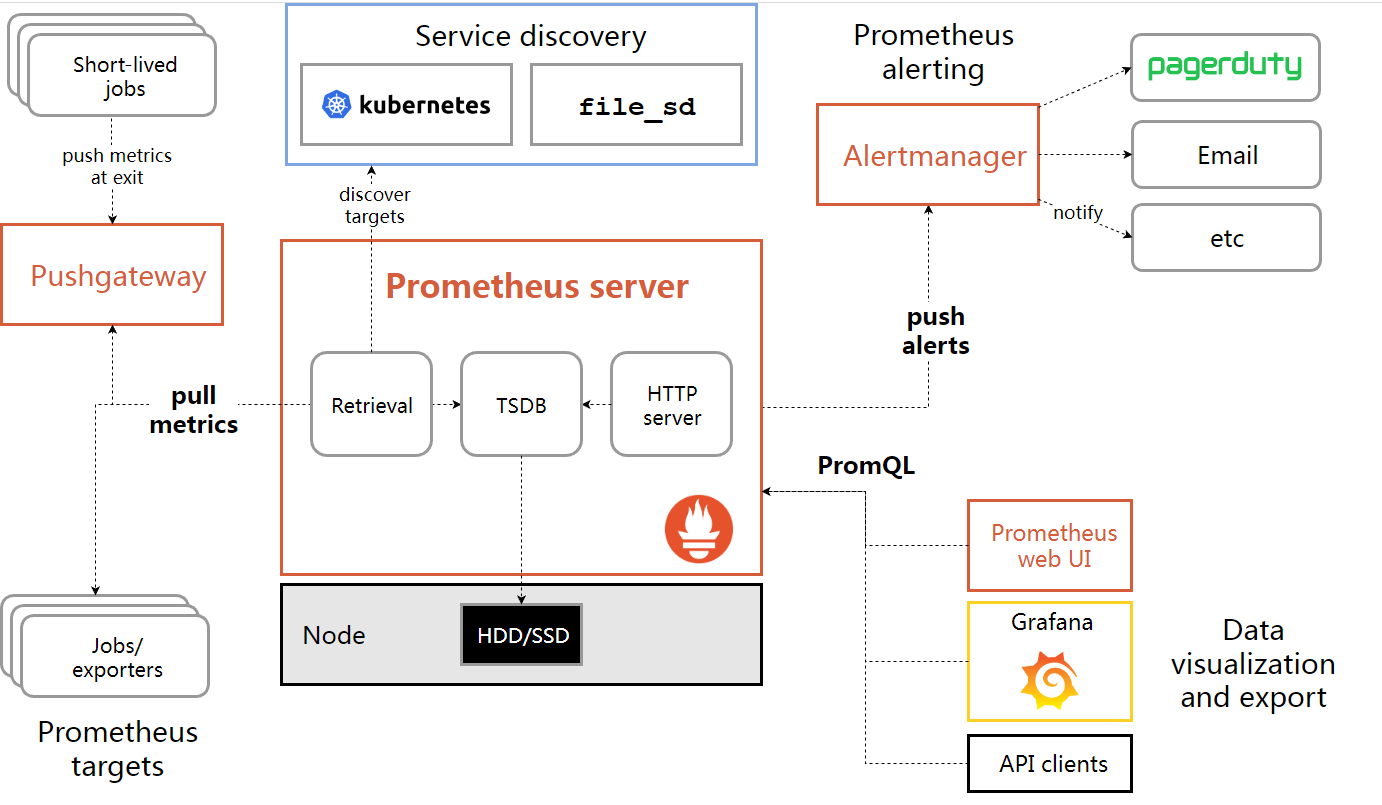 Short-lived
jobs
push metrics
at exit
Pushgateway
Service discovery
kubernetes
file_sd
discover
targets
Prometheus
alerting
Alertmanager
pagerduty
Email
notify
etc
Prometheus server
Retrieval
TSDB
HTTP
server
pull
metrics
push
alerts
PromQL
Node
HDD/SSD
Jobs/
exporters
Prometheus
targets
Prometheus
web UI
Grafana
API clients
Data
visualization
and export